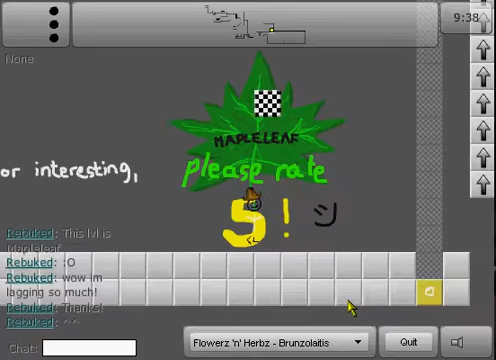 9:38
None
MAPLELEAF
or interesting,
please rate
5!
Rebuked: This lvl is
Mapleleaf
Rebuked: :O
Rebuked: wow im
lagging so much!
Rebuked: Thanks!
Rebuked: ^^
Chat:
Flowerz 'n' Herbz - Brunzolaitis
Quit